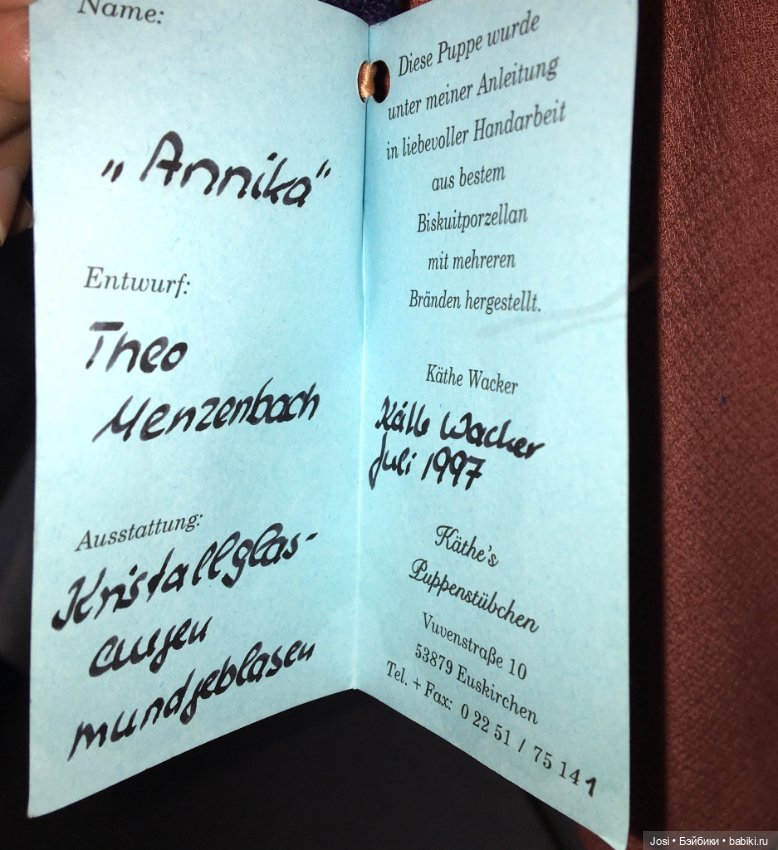 Name:
„Annika“
Entwurf:
Theo
Menzenbach
Ausstattung:
Kristallglas-
augen
mundgeblasen
Diese Puppe wurde
unter meiner Anleitung
in liebevoller Handarbeit
aus bestem
Biskuitporzellan
mit mehreren
Bränden hergestellt.
Käthe Wacker
Käthe Wacker
Juli 1997
Käthe's
Puppenstübchen
Vuvenstraße 10
53879 Euskirchen
Tel. + Fax: 0 22 51 / 75 14 1
Josi • Бэйбики • babiki.ru